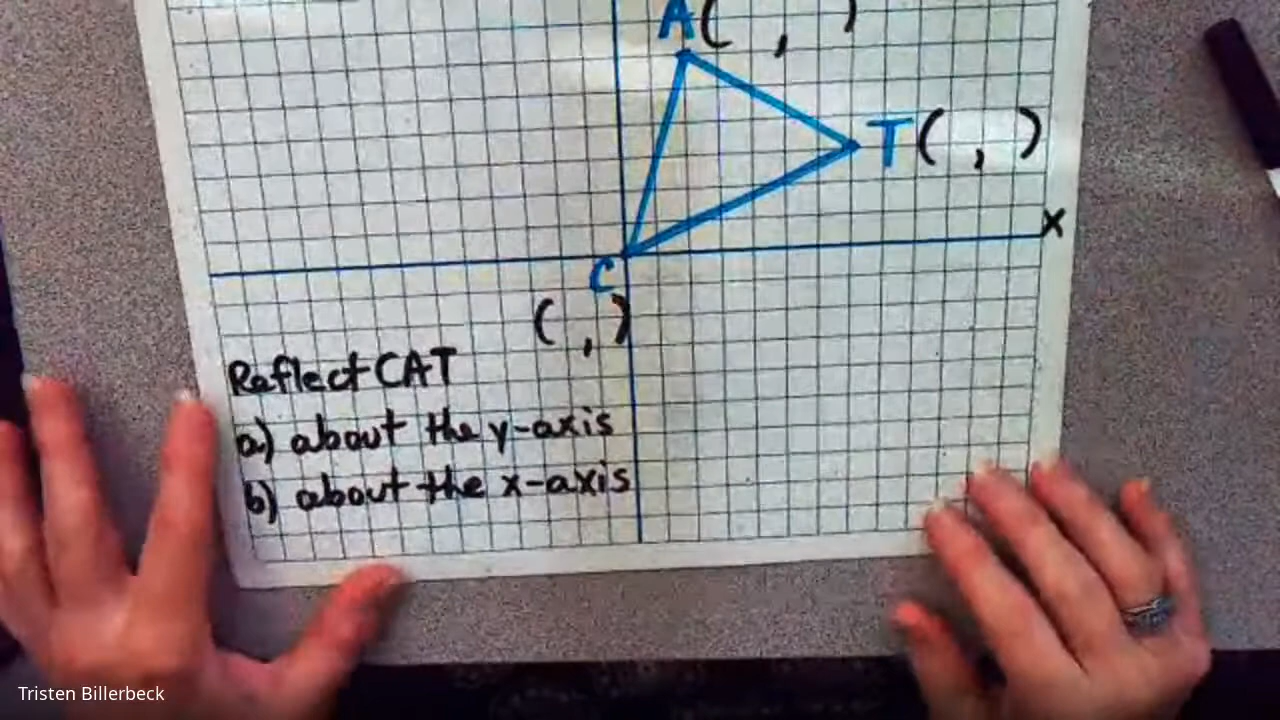 A( , )
T( , )
x
C
( , )
Reflect CAT
a) about the y-axis
b) about the x-axis
Tristen Billerbeck